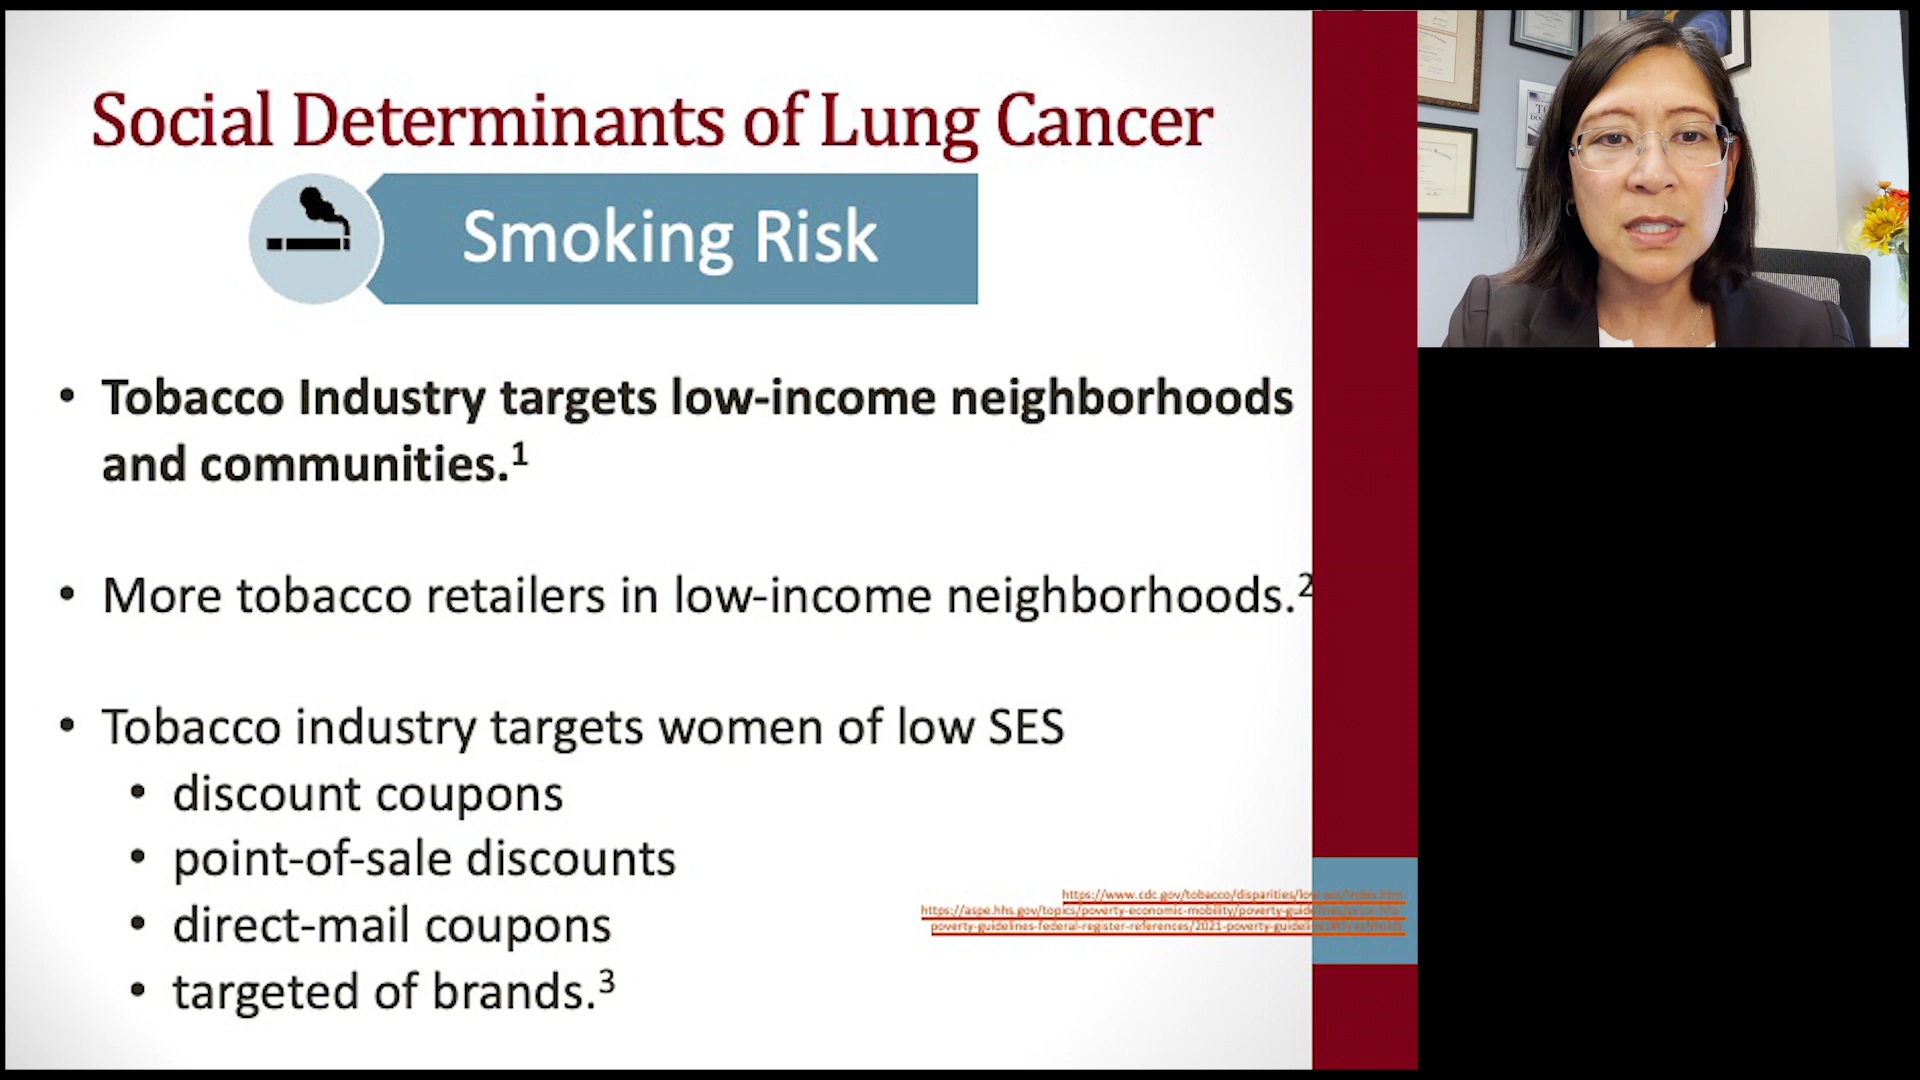 Social Determinants of Lung Cancer
Smoking Risk
• Tobacco Industry targets low-income neighborhoods
and communities.¹
• More tobacco retailers in low-income neighborhoods.²
• Tobacco industry targets women of low SES
• discount coupons
• point-of-sale discounts
• direct-mail coupons
• targeted of brands.³
https://www.cdc.gov/tobacco/disparities/low-ses/index.htm
https://aspe.hhs.gov/topics/poverty-economic-mobility/poverty-guidelines/prior-hhs-
poverty-guidelines-federal-register-references/2021-poverty-guidelines#threshholds